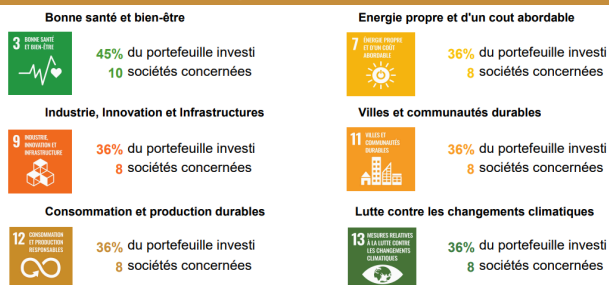 Bonne santé et bien-être
3 BONNE SANTÉ
ET BIEN-ÊTRE
45% du portefeuille investi
10 sociétés concernées
Energie propre et d'un cout abordable
7 ÉNERGIE PROPRE
ET D'UN COÛT
ABORDABLE
36% du portefeuille investi
8 sociétés concernées
Industrie, Innovation et Infrastructures
9 INDUSTRIE,
INNOVATION ET
INFRASTRUCTURE
36% du portefeuille investi
8 sociétés concernées
Villes et communautés durables
11 VILLES ET
COMMUNAUTÉS
DURABLES
36% du portefeuille investi
8 sociétés concernées
Consommation et production durables
12 CONSOMMATION
ET PRODUCTION
RESPONSABLES
36% du portefeuille investi
8 sociétés concernées
Lutte contre les changements climatiques
13 MESURES RELATIVES
À LA LUTTE CONTRE
LES CHANGEMENTS
CLIMATIQUES
36% du portefeuille investi
8 sociétés concernées